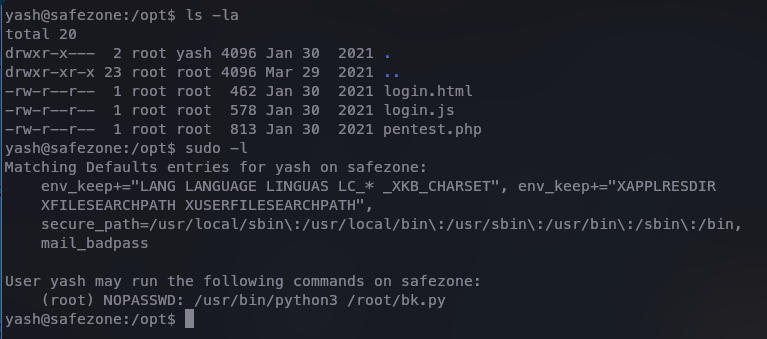 yash@safezone:/opt$ ls -la
total 20
drwxr-x---  2 root yash 4096 Jan 30  2021 .
drwxr-xr-x 23 root root 4096 Mar 29  2021 ..
-rw-r--r--  1 root root  462 Jan 30  2021 login.html
-rw-r--r--  1 root root  578 Jan 30  2021 login.js
-rw-r--r--  1 root root  813 Jan 30  2021 pentest.php
yash@safezone:/opt$ sudo -l
Matching Defaults entries for yash on safezone:
    env_keep+="LANG LANGUAGE LINGUAS LC_* _XKB_CHARSET", env_keep+="XAPPLRESDIR
    XFILESEARCHPATH XUSERFILESEARCHPATH",
    secure_path=/usr/local/sbin\:/usr/local/bin\:/usr/sbin\:/usr/bin\:/sbin\:/bin,
    mail_badpass
User yash may run the following commands on safezone:
    (root) NOPASSWD: /usr/bin/python3 /root/bk.py
yash@safezone:/opt$